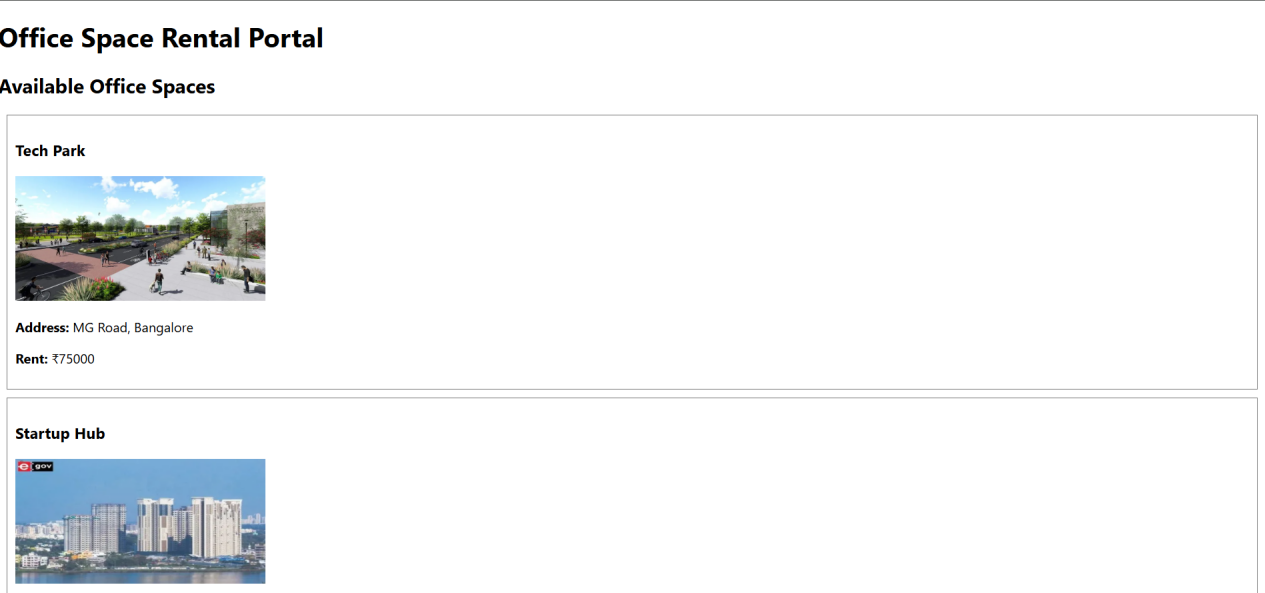 Office Space Rental Portal
Available Office Spaces
Tech Park
Address: MG Road, Bangalore
Rent: ₹75000
Startup Hub
e gov